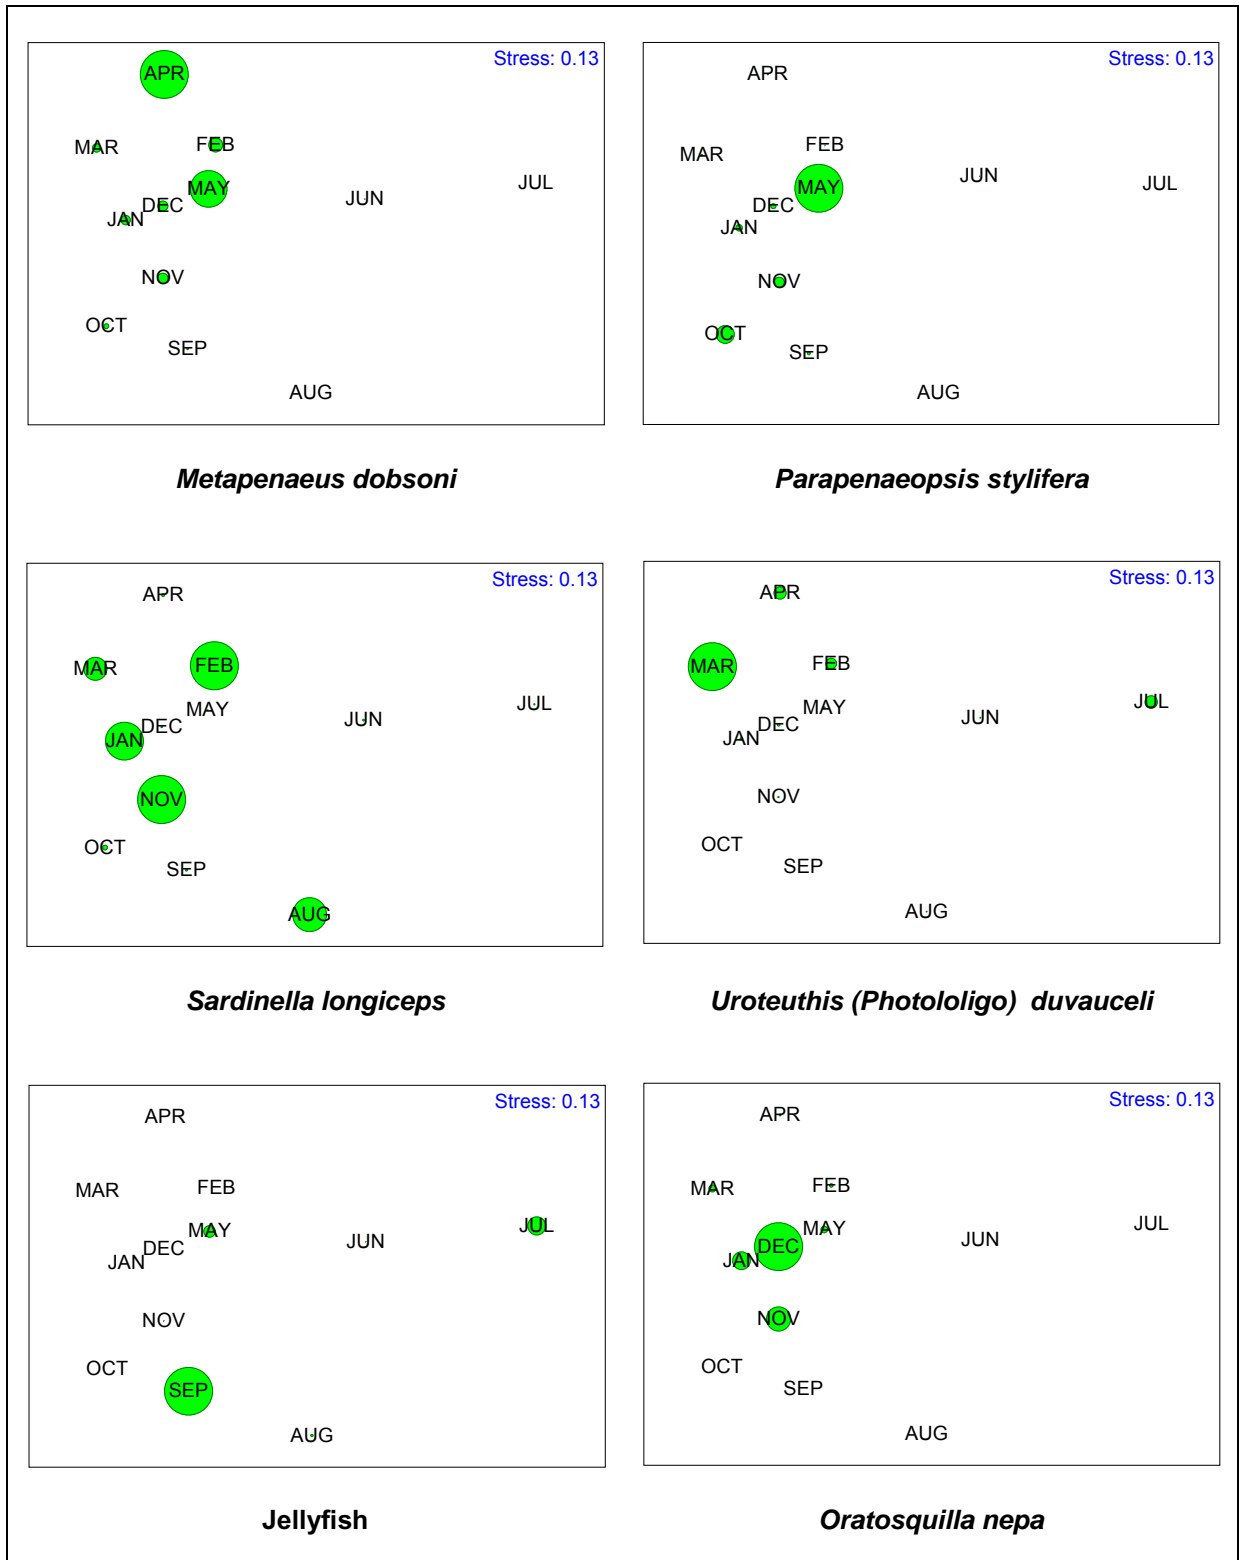 Stress: 0.13
APR
MAR
FEB
MAY
DEC
JAN
JUN
JUL
NOV
OCT
SEP
AUG
Metapenaeus dobsoni
Stress: 0.13
APR
MAR
FEB
MAY
DEC
JAN
JUN
JUL
NOV
OCT
SEP
AUG
Parapenaeopsis stylifera
Stress: 0.13
APR
MAR
FEB
MAY
DEC
JAN
JUN
JUL
NOV
OCT
SEP
AUG
Sardinella longiceps
Stress: 0.13
APR
MAR
FEB
MAY
DEC
JAN
JUN
JUL
NOV
OCT
SEP
AUG
Uroteuthis (Photololigo) duvauceli
Stress: 0.13
APR
MAR
FEB
MAY
DEC
JAN
JUN
JUL
NOV
OCT
SEP
AUG
Jellyfish
Stress: 0.13
APR
MAR
FEB
MAY
DEC
JAN
JUN
JUL
NOV
OCT
SEP
AUG
Oratosquilla nepa